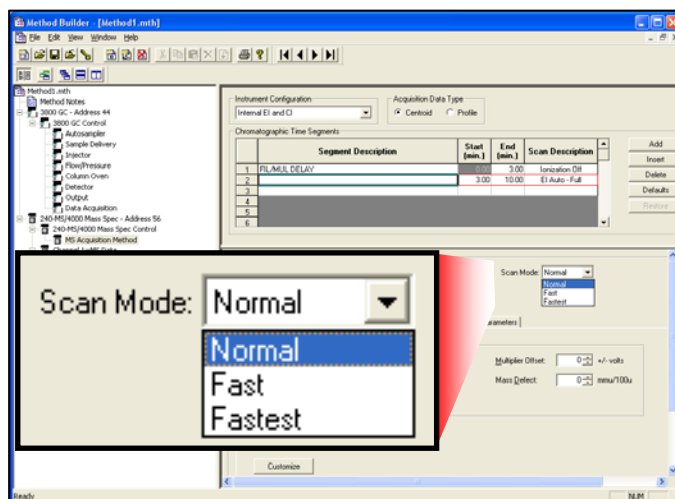 Method Builder - [Method1.mth]
File Edit View Window Help
Method1.mth
Method Notes
3800 GC - Address 44
3800 GC Control
Autosampler
Sample Delivery
Injector
Flow/Pressure
Column Oven
Detector
Output
Data Acquisition
240-MS/4000 Mass Spec - Address 56
240-MS/4000 Mass Spec Control
MS Acquisition Method
Instrument Configuration
Internal EI and CI
Acquisition Data Type
Centroid Profile
Chromatographic Time Segments
Segment Description Start (min.) End (min.) Scan Description
1 FIL/MUL DELAY 0.00 3.00 Ionization Off
2 3.00 10.00 EI Auto - Full
3
4
5
6
Add
Insert
Delete
Defaults
Restore
Scan Mode: Normal
Normal
Fast
Fastest
Multiplier Offset: 0 +/- volts
Mass Defect: 0 mmu/100u
Customize
Scan Mode: Normal
Normal
Fast
Fastest
Ready
NUM